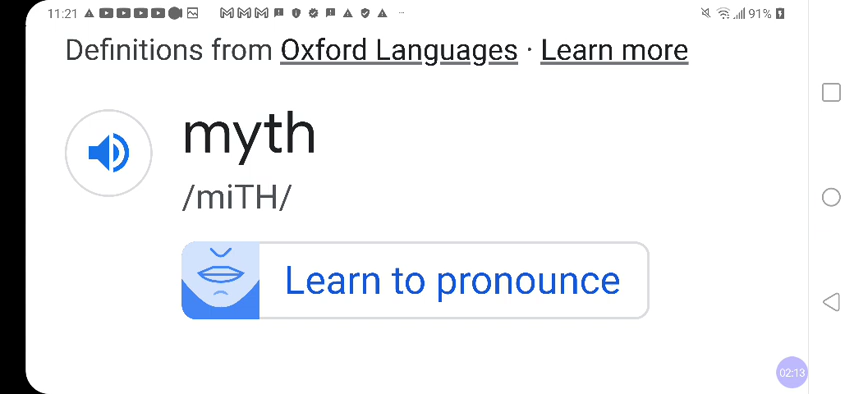 11:21 91%
Definitions from Oxford Languages · Learn more
myth
/miTH/
Learn to pronounce
02:13